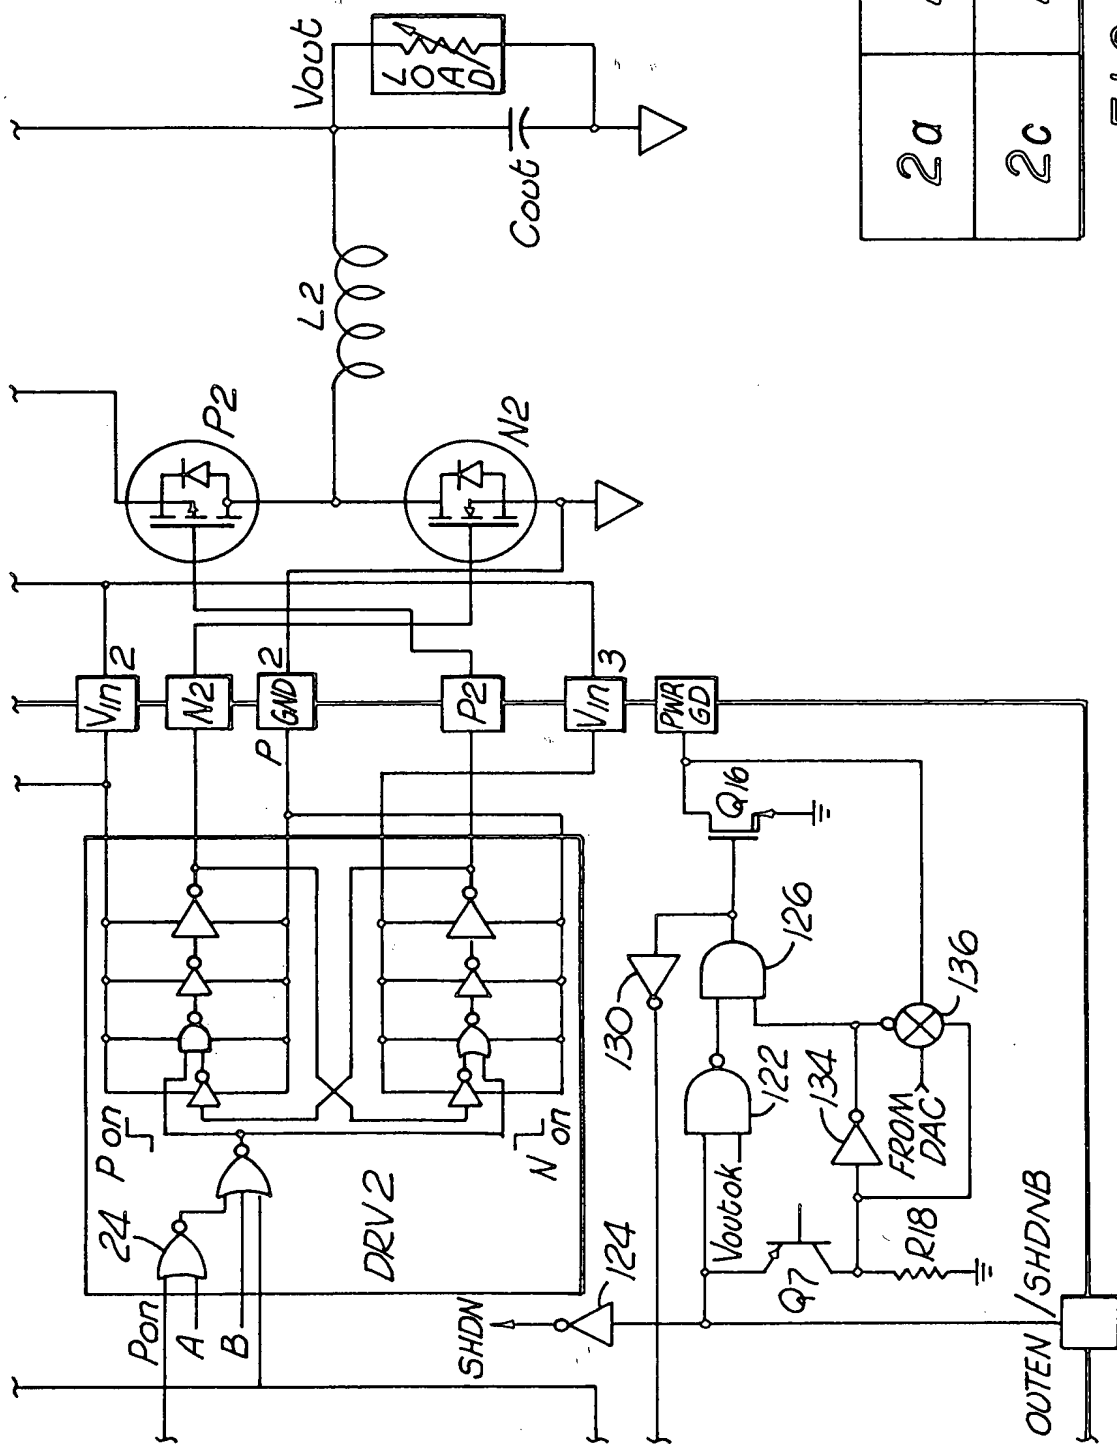 Vout
LOAD
Cout
L2
P2
N2
Vin 2
N2
P GND 2
P2
Vin 3
PWR GD
Q16
P on
N on
24
DRV2
Pon
A
B
SHDN
124
130
126
122
Voutok
134
136
FROM DAC
Q7
R18
OUTEN/SHDNB
2a
2c